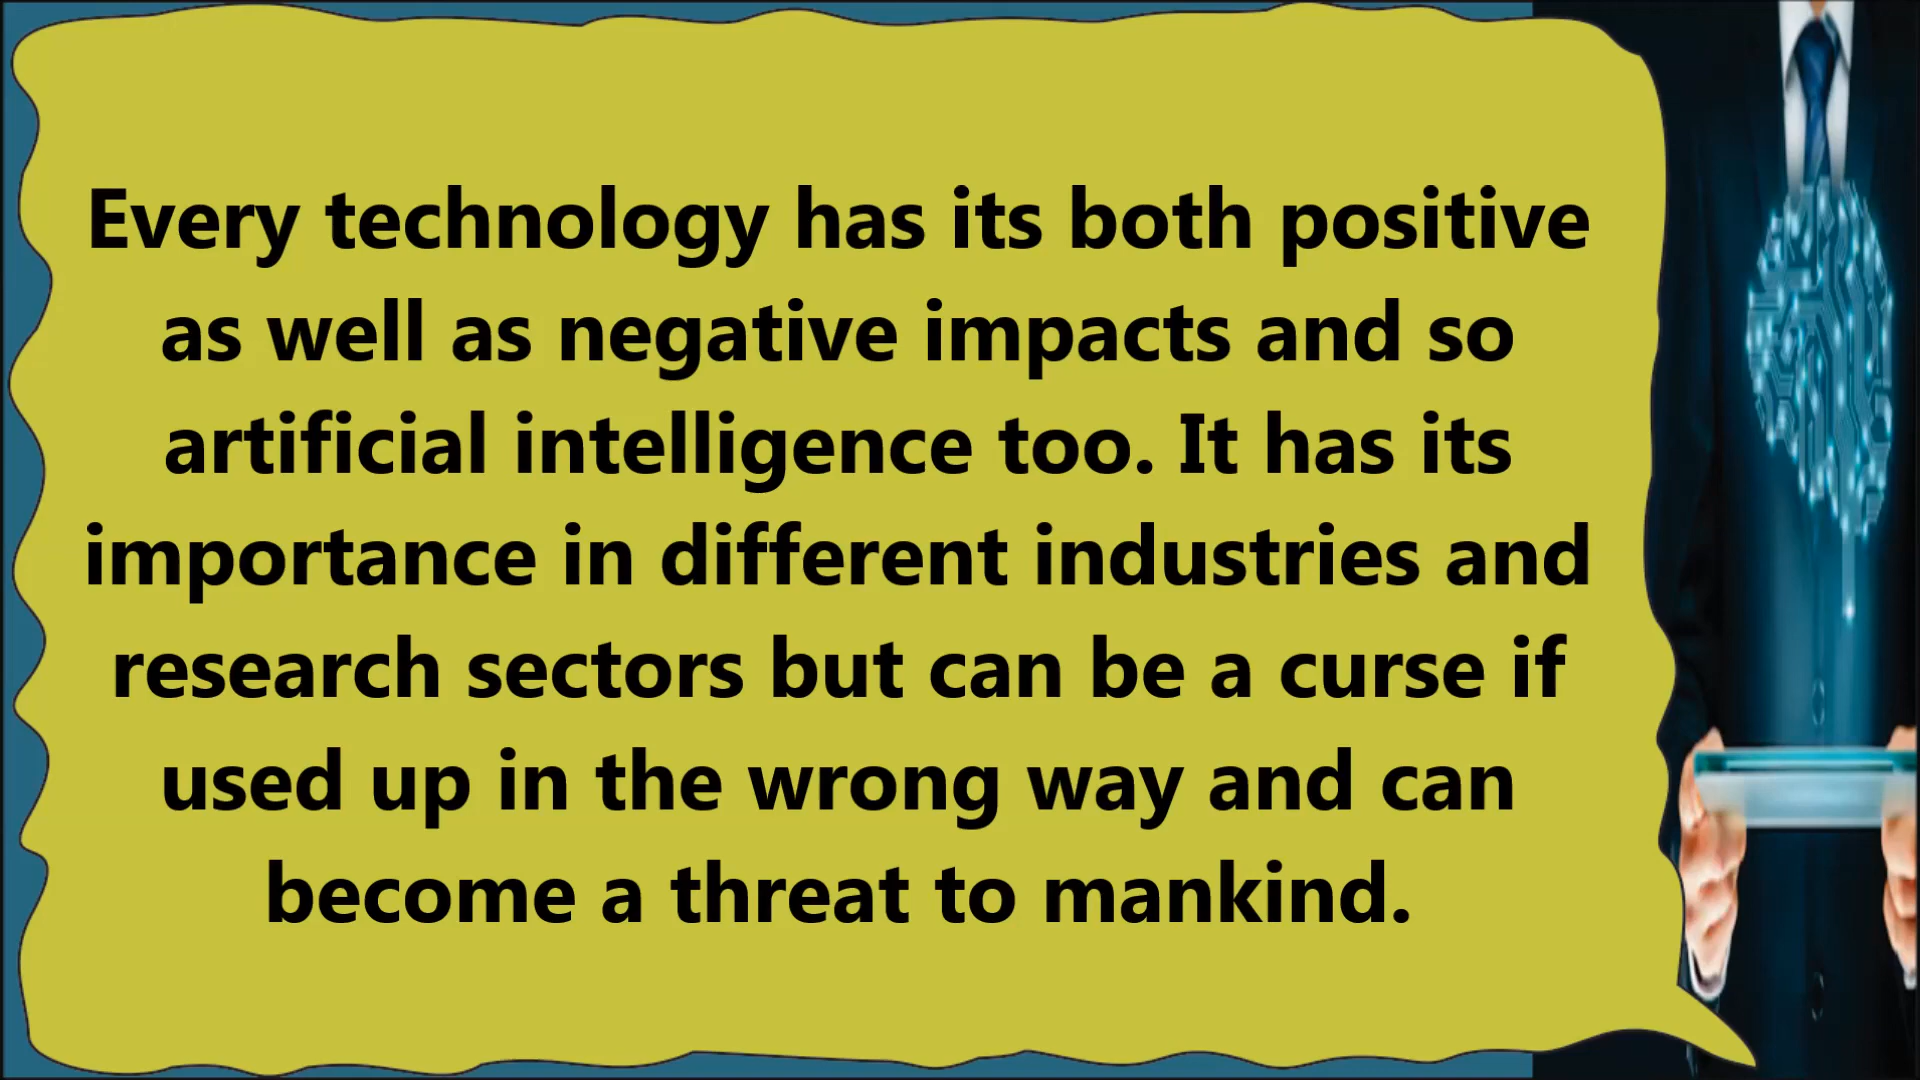 Every technology has its both positive
as well as negative impacts and so
artificial intelligence too. It has its
importance in different industries and
research sectors but can be a curse if
used up in the wrong way and can
become a threat to mankind.